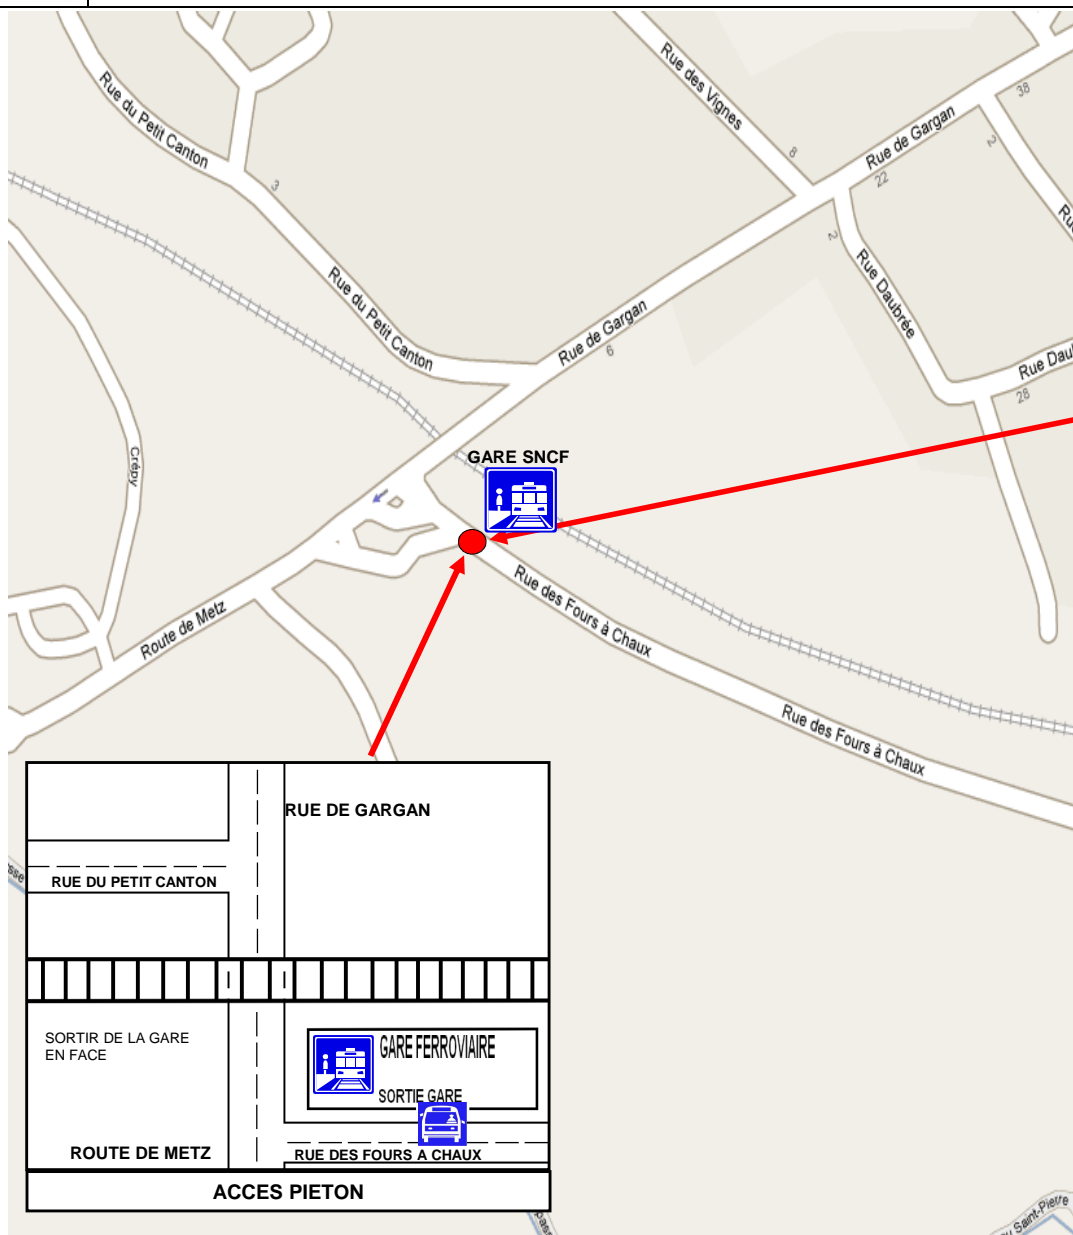 Rue du Petit Canton
Rue des Vignes
Rue de Gargan
38
2
8
22
3
2
Rue
Rue du Petit Canton
Rue Daubrée
Rue de Gargan
6
Rue Dau
28
Crépy
GARE SNCF
Rue des Fours à Chaux
Route de Metz
Rue des Fours à Chaux
RUE DE GARGAN
RUE DU PETIT CANTON
SORTIR DE LA GARE
EN FACE
GARE FERROVIAIRE
SORTIE GARE
ROUTE DE METZ
RUE DES FOURS A CHAUX
ACCES PIETON
Saint-Pierre